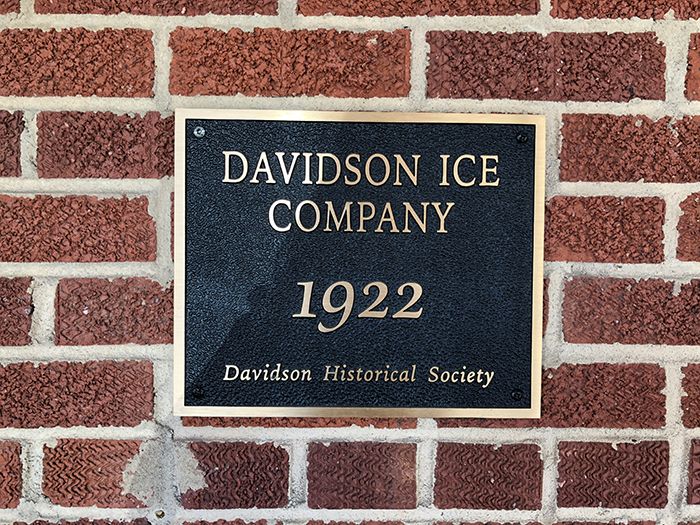 DAVIDSON ICE
COMPANY
1922
Davidson Historical Society